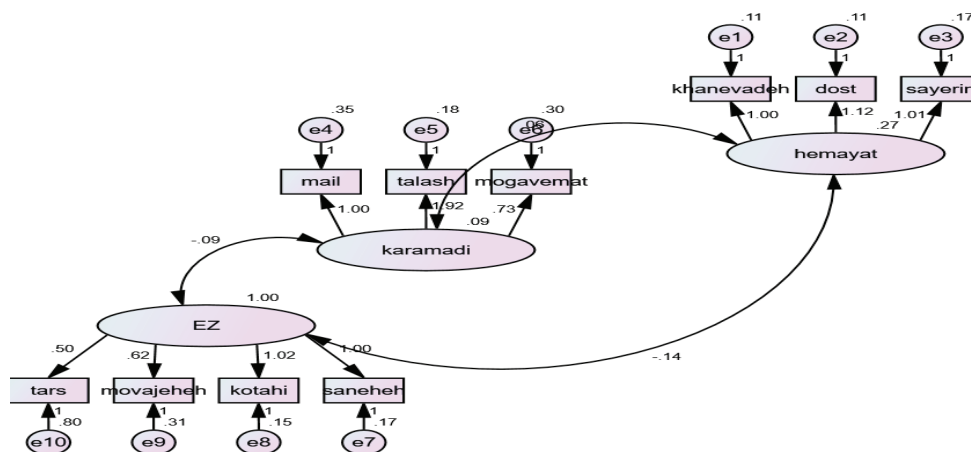 .11 .11 .17
e1 e2 e3
1 1 1
khanevadeh dost sayerin
1.00 1.12 1.01
.27
hemayat
.35 .18 .30
e4 e5 e6
.06
1 1 1
mail talash mogavemat
1.00 1.92 .73
.09
karamadi
-.09
1.00
EZ
-.14
.50 .62 1.02 1.00
tars movajeheh kotahi saneheh
1 1 1 1
.80 .31 .15 .17
e10 e9 e8 e7